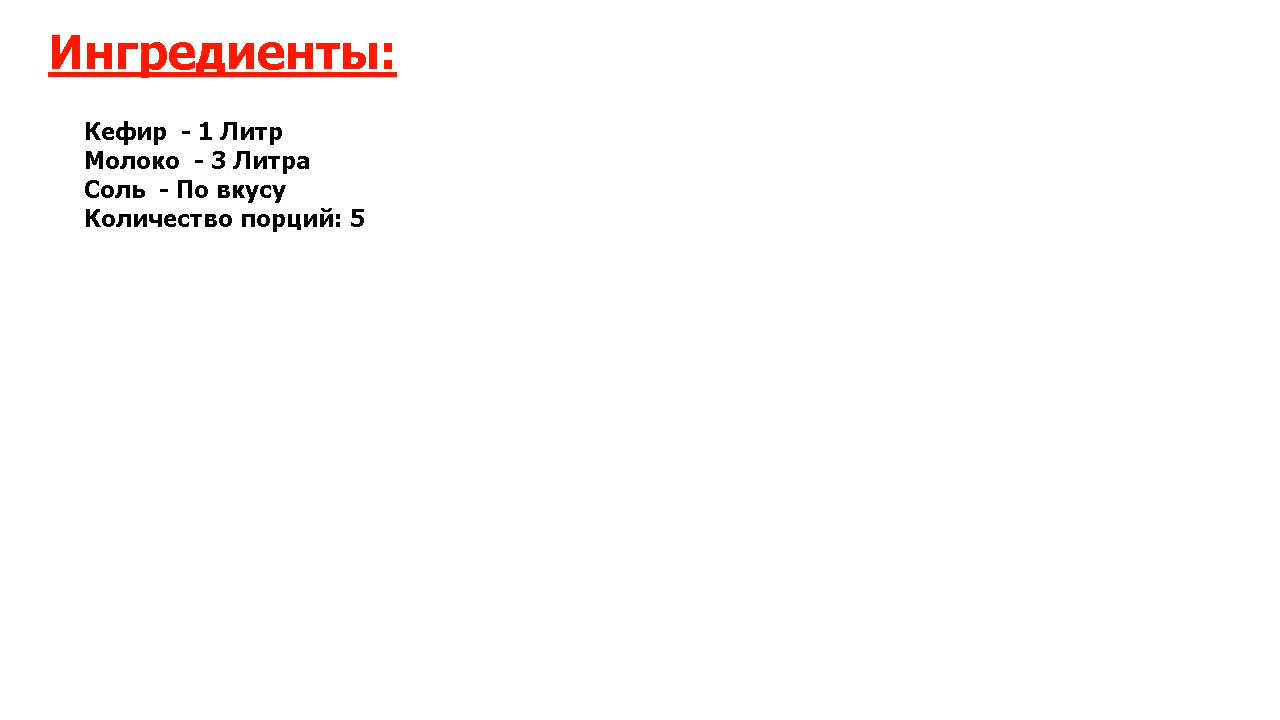 Ингредиенты:
Кефир  - 1 Литр
Молоко  - 3 Литра
Соль  - По вкусу
Количество порций: 5